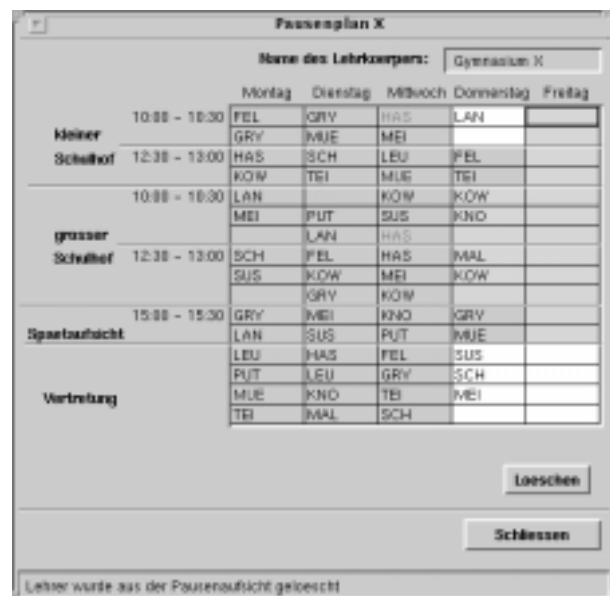 Pausenplan X
Name des Lehrkoerpers: Gymnasium X
Montag Dienstag Mittwoch Donnerstag Freitag
10:00 - 10:30 FEL GRY HAS LAN
kleiner GRY MUE MEI
Schulhof 12:30 - 13:00 HAS SCH LEU FEL
KOW TEI MUE TEI
10:00 - 10:30 LAN KOW KOW
MEI PUT SUS KNO
grosser LAN HAS
Schulhof 12:30 - 13:00 SCH FEL HAS MAL
SUS KOW MEI KOW
GRY KOW
15:00 - 15:30 GRY MEI KNO GRY
Spaetaufsicht LAN SUS PUT MUE
LEU HAS FEL SUS
PUT LEU GRY SCH
Vertretung MUE KNO TEI MEI
TEI MAL SCH
Loeschen
Schliessen
Lehrer wurde aus der Pausenaufsicht geloescht